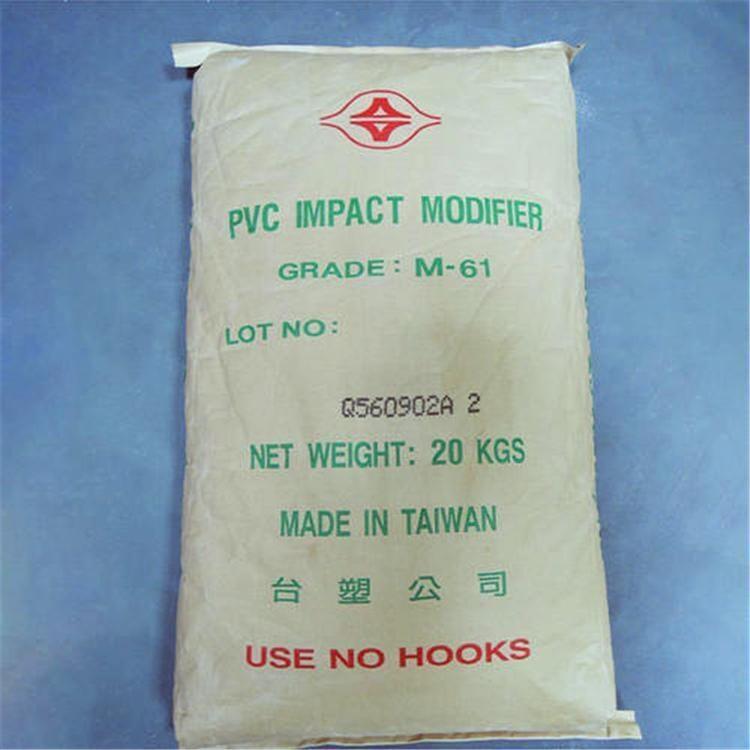 PVC IMPACT MODIFIER
GRADE: M-61
LOT NO:
Q560902A 2
NET WEIGHT: 20 KGS
MADE IN TAIWAN
台塑公司
USE NO HOOKS